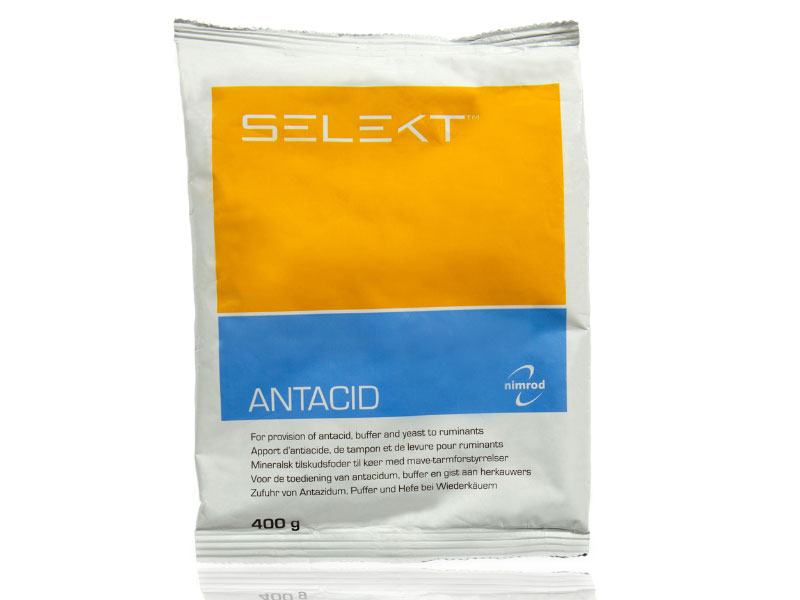 SELEKT™
ANTACID
nimrod
For provision of antacid, buffer and yeast to ruminants
Apport d'antiacide, de tampon et de levure pour ruminants
Mineralsk tilskudsfoder til køer med mave-tarmforstyrrelser
Voor de toediening van antacidum, buffer en gist aan herkauwers
Zufuhr von Antazidum, Puffer und Hefe bei Wiederkäuern
400 g